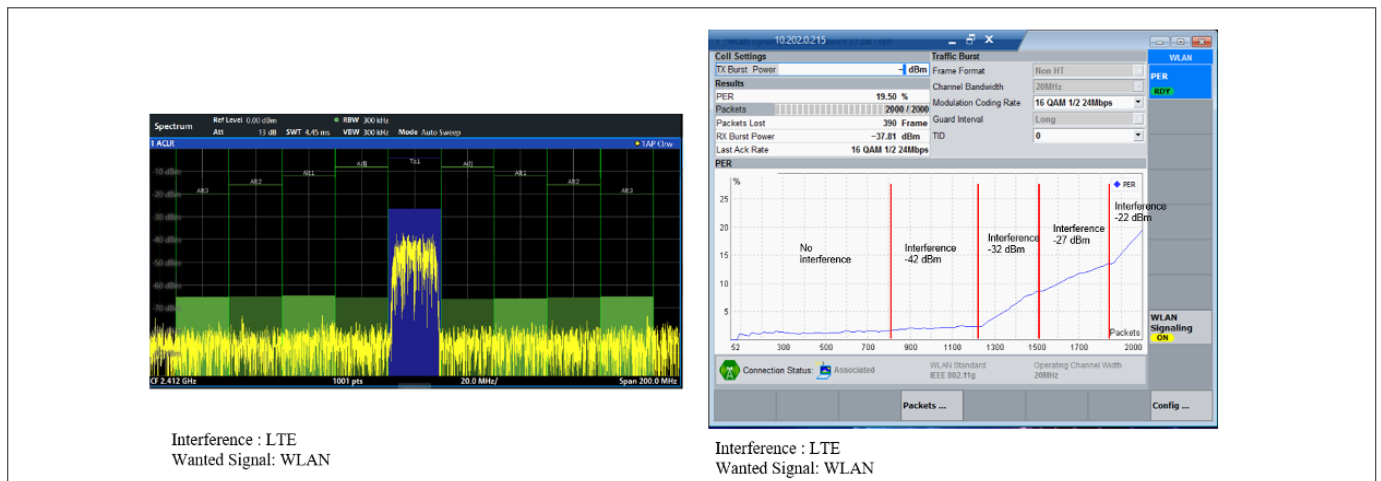 Spectrum
Ref Level 0.00 dBm
RBW 300 kHz
Att 13 dB SWT 4.45 ms VBW 300 kHz Mode Auto Sweep
1 ACLR
1AP Clrw
-10 dBm
-20 dBm
-30 dBm
-40 dBm
-50 dBm
-60 dBm
-70 dBm
Alt3
Alt2
Alt1
Adj
Tx1
Adj
Alt1
Alt2
Alt3
CF 2.412 GHz 1001 pts 20.0 MHz/ Span 200.0 MHz
Interference : LTE
Wanted Signal: WLAN
10.202.0.215
Cell Settings
TX Burst Power - dBm
Results
PER 19.50 %
Packets 2000 / 2000
Packets Lost 390 Frame
RX Burst Power -37.81 dBm
Last Ack Rate 16 QAM 1/2 24Mbps
Traffic Burst
Frame Format Non HT
Channel Bandwidth 20MHz
Modulation Coding Rate 16 QAM 1/2 24Mbps
Guard Interval Long
TID 0
WLAN
PER
RDY
PER
%
PER
25
20
15
10
5
No interference
Interference -42 dBm
Interference -32 dBm
Interference -27 dBm
Interference -22 dBm
Packets
52 300 500 700 900 1100 1300 1500 1700 2000
WLAN Signaling
ON
Connection Status: Associated
WLAN Standard
IEEE 802.11g
Operating Channel Width
20MHz
Packets ...
Config ...
Interference : LTE
Wanted Signal: WLAN